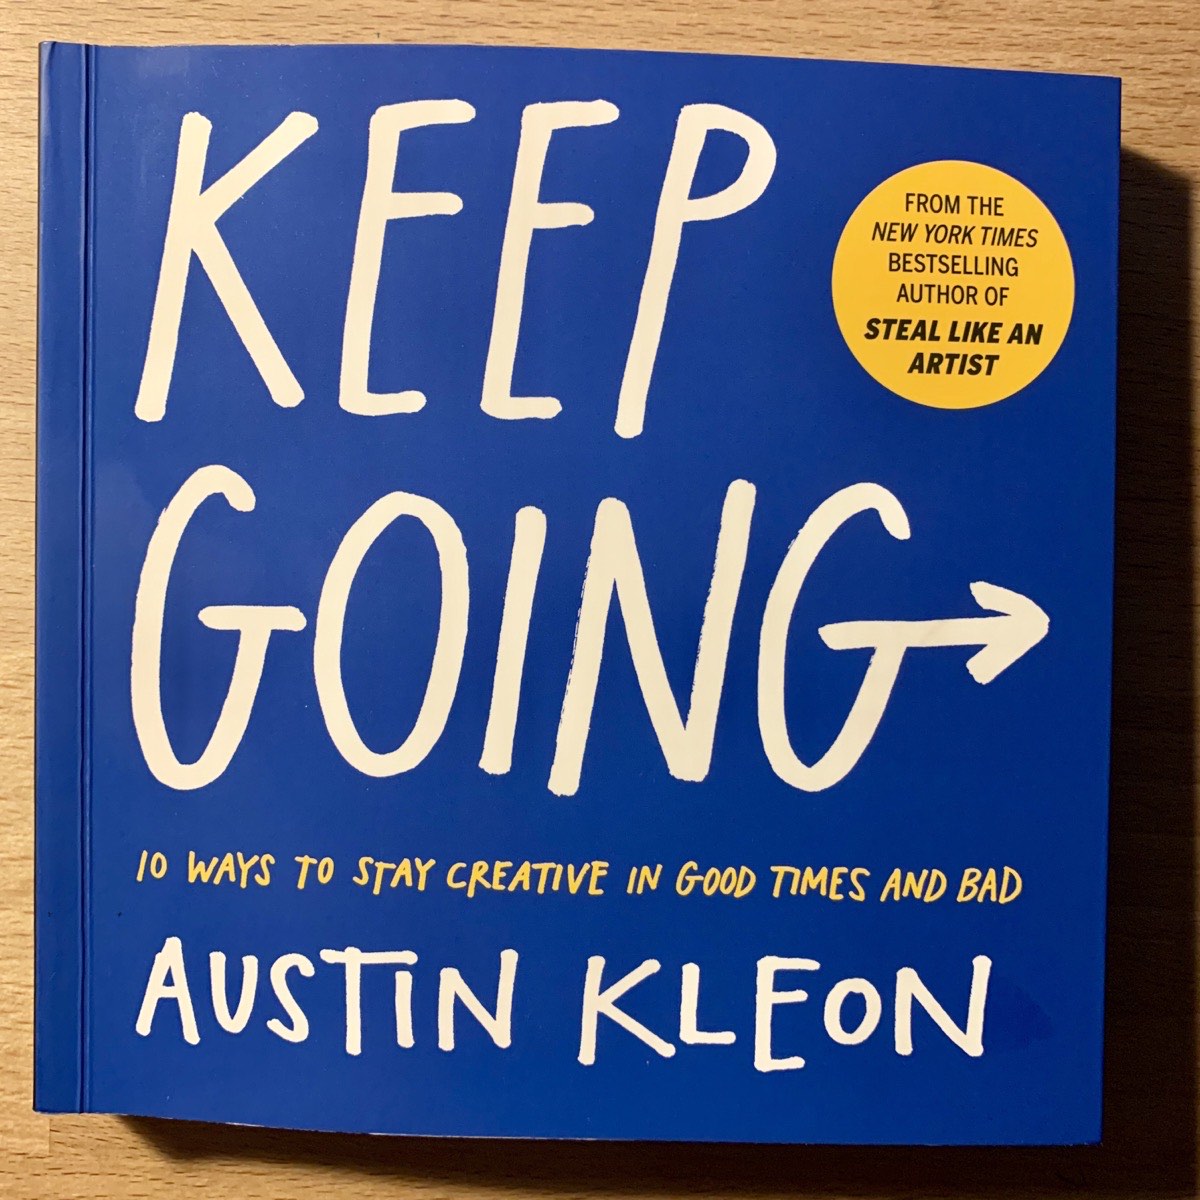 KEEP
GOING
FROM THE
NEW YORK TIMES
BESTSELLING
AUTHOR OF
STEAL LIKE AN
ARTIST
10 WAYS TO STAY CREATIVE IN GOOD TIMES AND BAD
AUSTIN KLEON